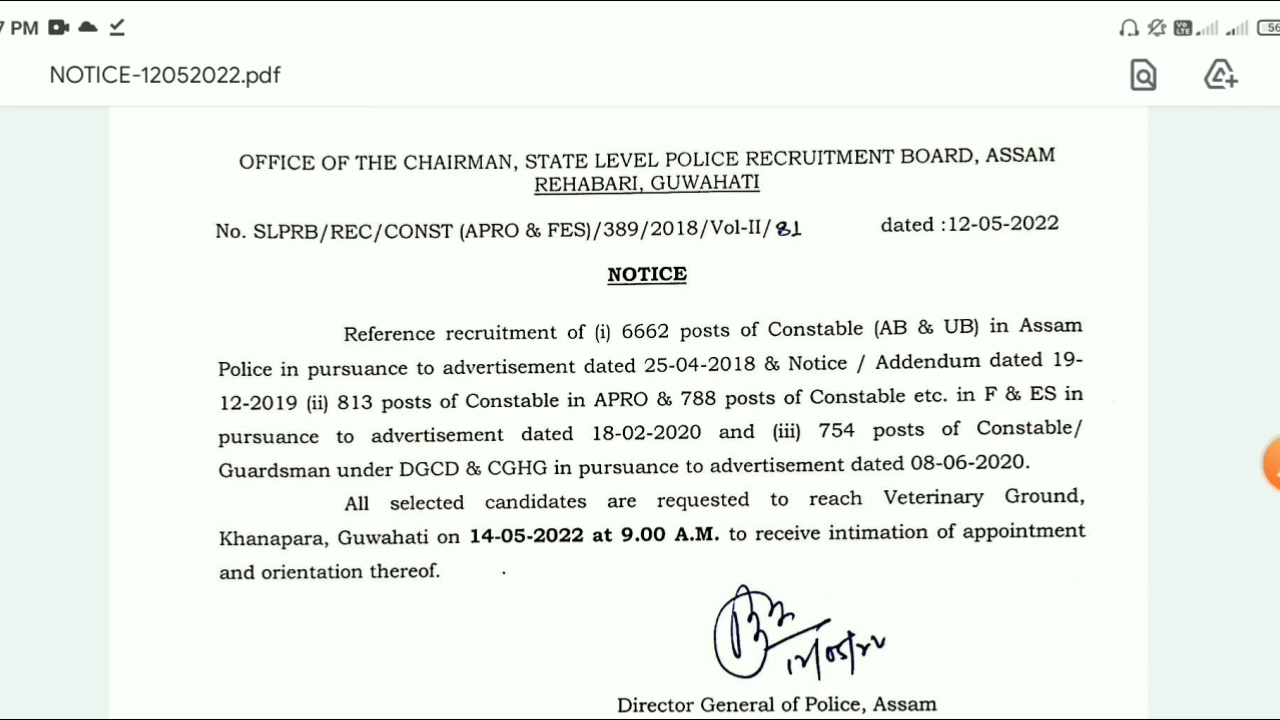 7 PM
Vo LTE
56
NOTICE-12052022.pdf
OFFICE OF THE CHAIRMAN, STATE LEVEL POLICE RECRUITMENT BOARD, ASSAM
REHABARI, GUWAHATI
No. SLPRB/REC/CONST (APRO & FES)/389/2018/Vol-II/81 dated :12-05-2022
NOTICE
Reference recruitment of (i) 6662 posts of Constable (AB & UB) in Assam
Police in pursuance to advertisement dated 25-04-2018 & Notice / Addendum dated 19-
12-2019 (ii) 813 posts of Constable in APRO & 788 posts of Constable etc. in F & ES in
pursuance to advertisement dated 18-02-2020 and (iii) 754 posts of Constable/
Guardsman under DGCD & CGHG in pursuance to advertisement dated 08-06-2020.
All selected candidates are requested to reach Veterinary Ground,
Khanapara, Guwahati on 14-05-2022 at 9.00 A.M. to receive intimation of appointment
and orientation thereof.
12/05/22
Director General of Police, Assam